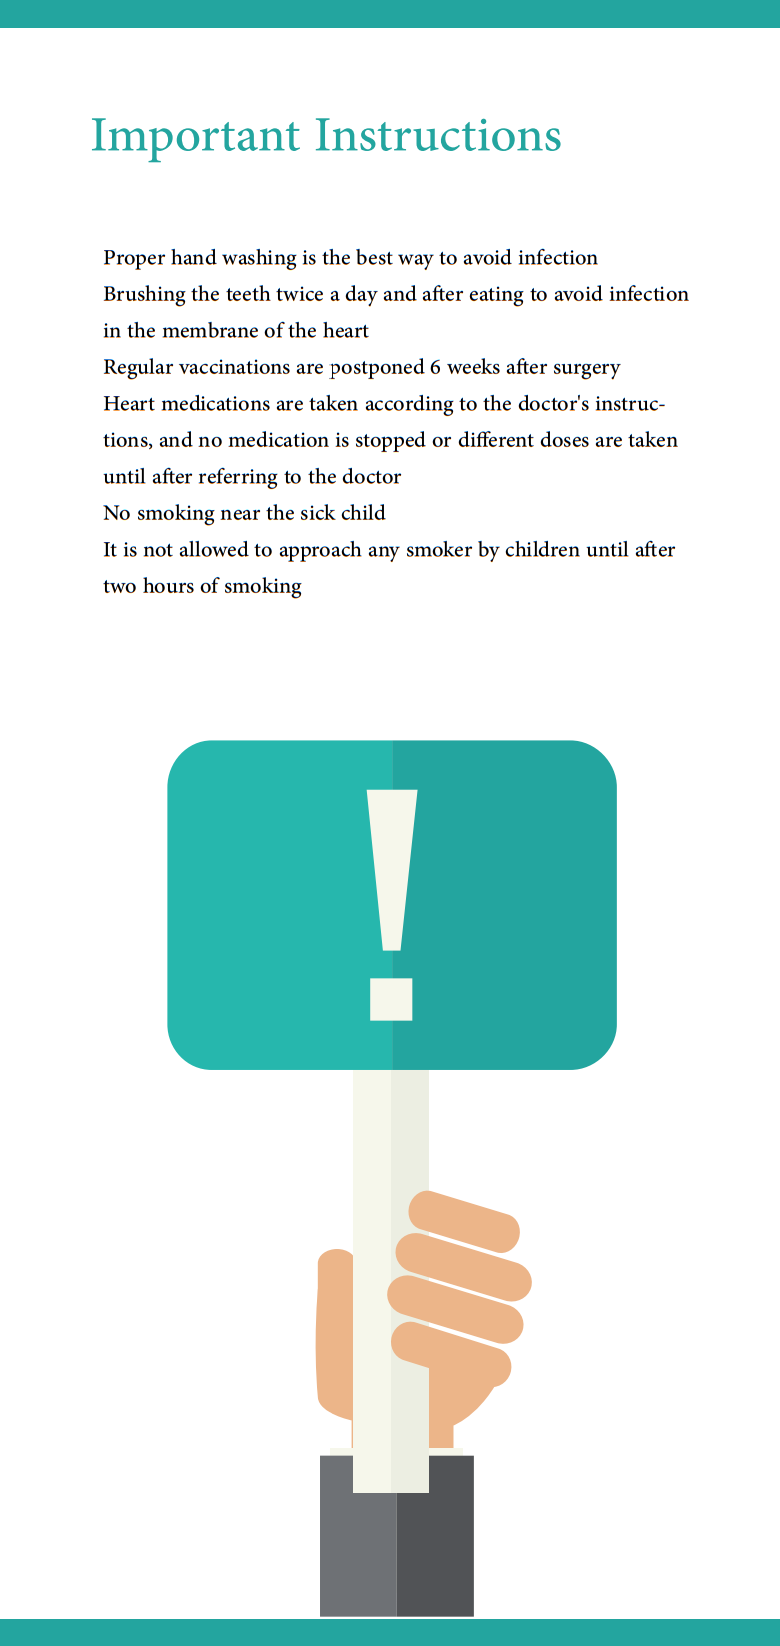 Important Instructions
Proper hand washing is the best way to avoid infection
Brushing the teeth twice a day and after eating to avoid infection
in the membrane of the heart
Regular vaccinations are postponed 6 weeks after surgery
Heart medications are taken according to the doctor's instruc-
tions, and no medication is stopped or different doses are taken
until after referring to the doctor
No smoking near the sick child
It is not allowed to approach any smoker by children until after
two hours of smoking
!